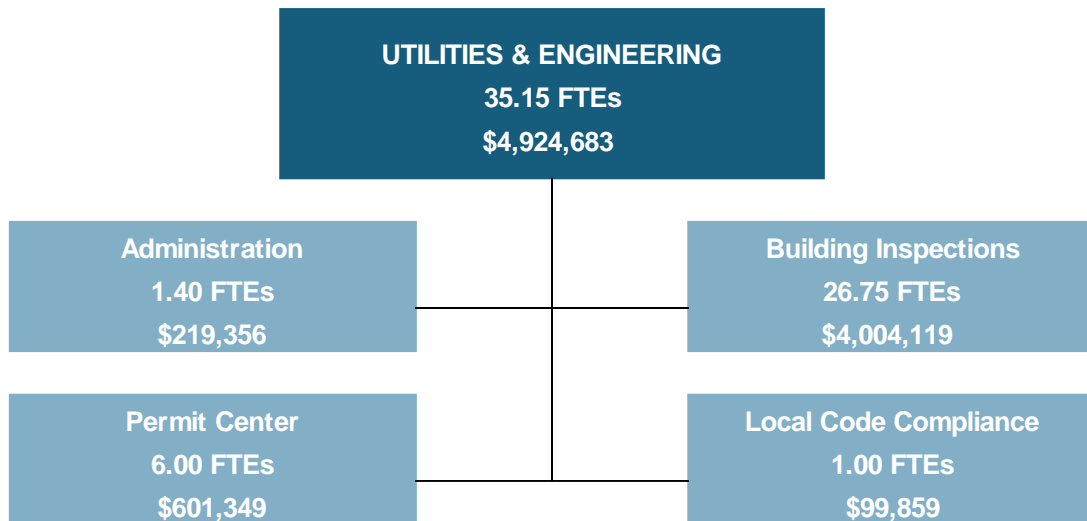 UTILITIES & ENGINEERING
35.15 FTEs
$4,924,683
Administration
1.40 FTEs
$219,356
Building Inspections
26.75 FTEs
$4,004,119
Permit Center
6.00 FTEs
$601,349
Local Code Compliance
1.00 FTEs
$99,859